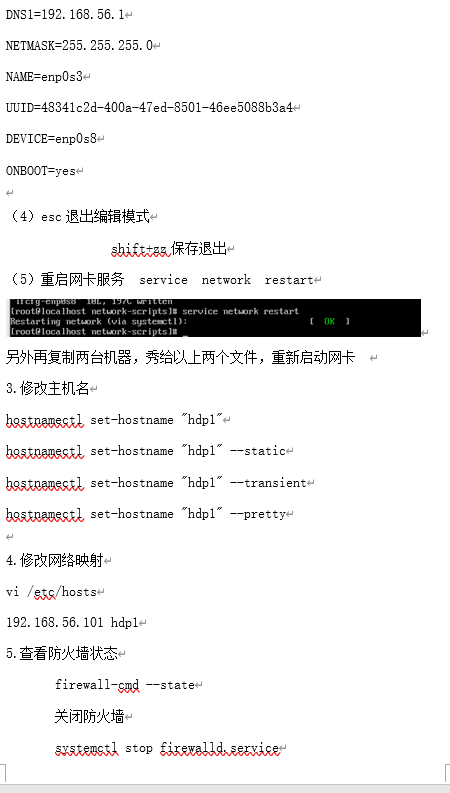 DNS1=192.168.56.1
NETMASK=255.255.255.0
NAME=enp0s3
UUID=48341c2d-400a-47ed-8501-46ee5088b3a4
DEVICE=enp0s8
ONBOOT=yes
（4）esc 退出编辑模式
shift+zz 保存退出
（5）重启网卡服务 service network restart
ifcfg-enp0s8" 10L, 197C written
[root@localhost network-scripts]# service network restart
Restarting network (via systemctl): [ OK ]
[root@localhost network-scripts]#
另外再复制两台机器，秀给以上两个文件，重新启动网卡
3.修改主机名
hostnamectl set-hostname "hdp1"
hostnamectl set-hostname "hdp1" --static
hostnamectl set-hostname "hdp1" --transient
hostnamectl set-hostname "hdp1" --pretty
4.修改网络映射
vi /etc/hosts
192.168.56.101 hdp1
5.查看防火墙状态
firewall-cmd --state
关闭防火墙
systemctl stop firewalld.service